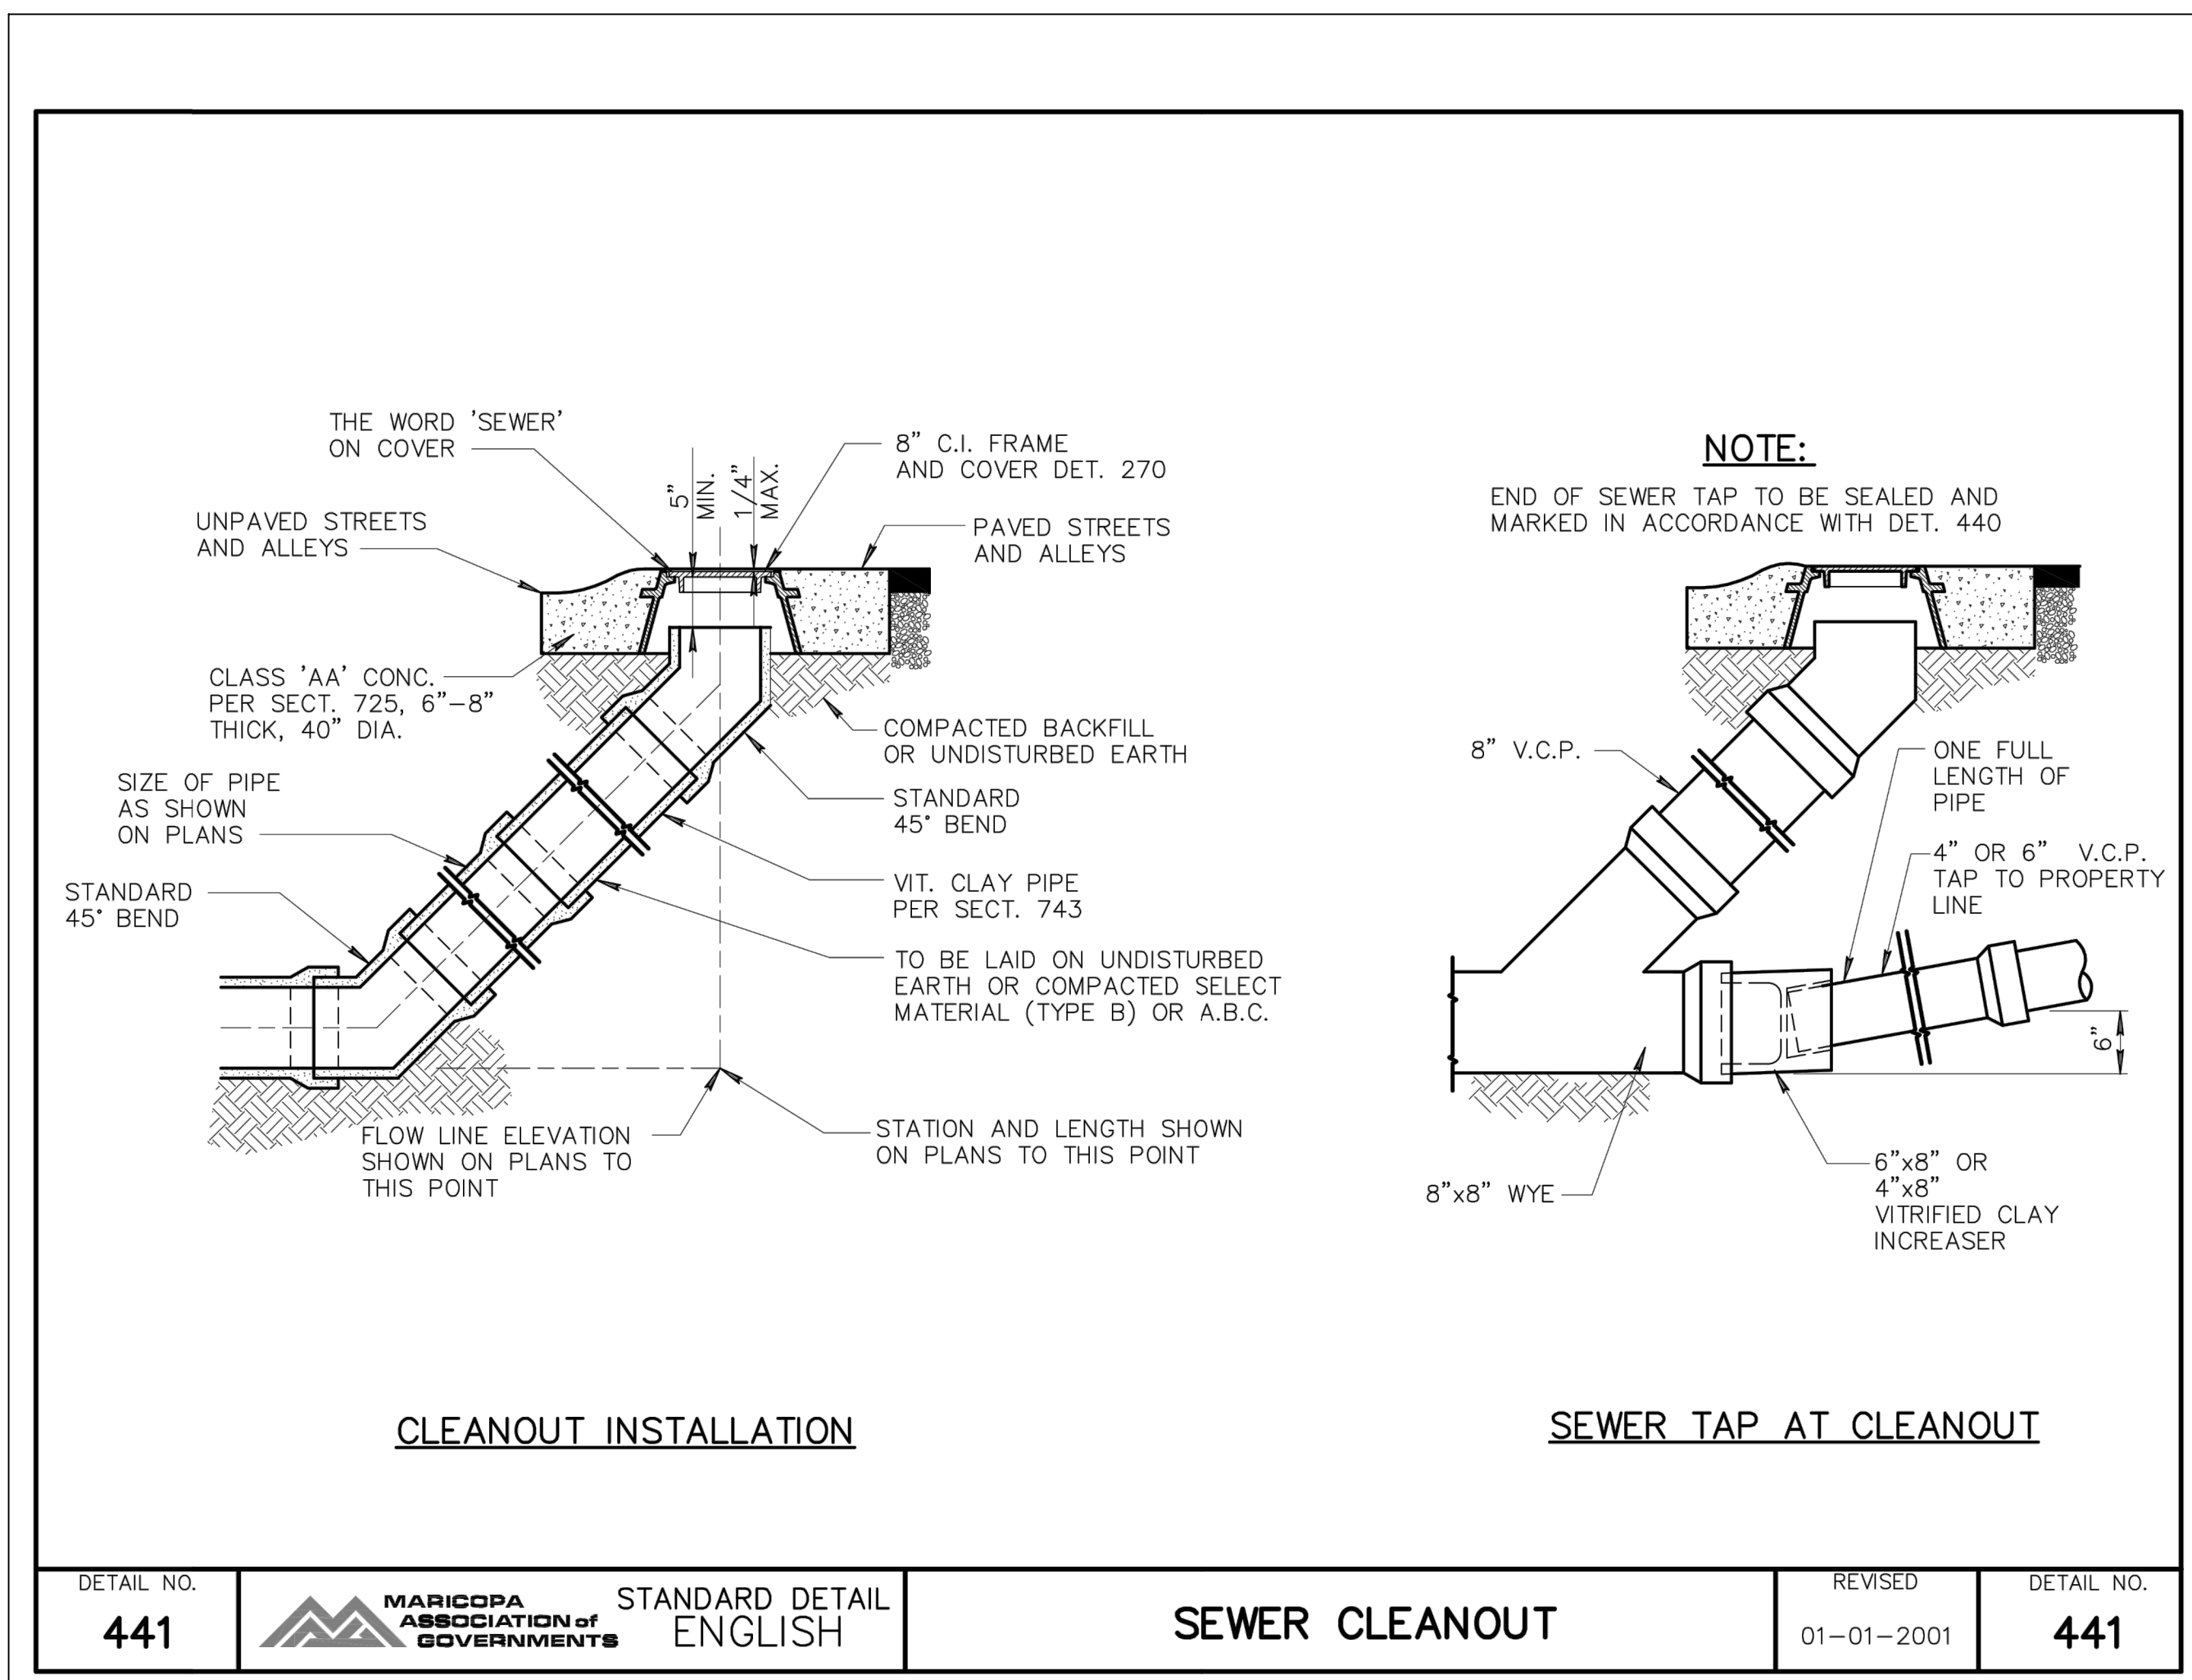 THE WORD 'SEWER'
ON COVER
5"
MIN.
1/4"
MAX.
8" C.I. FRAME
AND COVER DET. 270
UNPAVED STREETS
AND ALLEYS
PAVED STREETS
AND ALLEYS
CLASS 'AA' CONC.
PER SECT. 725, 6"-8"
THICK, 40" DIA.
COMPACTED BACKFILL
OR UNDISTURBED EARTH
SIZE OF PIPE
AS SHOWN
ON PLANS
STANDARD
45° BEND
STANDARD
45° BEND
VIT. CLAY PIPE
PER SECT. 743
TO BE LAID ON UNDISTURBED
EARTH OR COMPACTED SELECT
MATERIAL (TYPE B) OR A.B.C.
FLOW LINE ELEVATION
SHOWN ON PLANS TO
THIS POINT
STATION AND LENGTH SHOWN
ON PLANS TO THIS POINT
CLEANOUT INSTALLATION
NOTE:
END OF SEWER TAP TO BE SEALED AND
MARKED IN ACCORDANCE WITH DET. 440
8" V.C.P.
ONE FULL
LENGTH OF
PIPE
4" OR 6" V.C.P.
TAP TO PROPERTY
LINE
6"
8"x8" WYE
6"x8" OR
4"x8"
VITRIFIED CLAY
INCREASER
SEWER TAP AT CLEANOUT
DETAIL NO.
441
MARICOPA
ASSOCIATION of
GOVERNMENTS
STANDARD DETAIL
ENGLISH
SEWER CLEANOUT
REVISED
01-01-2001
DETAIL NO.
441